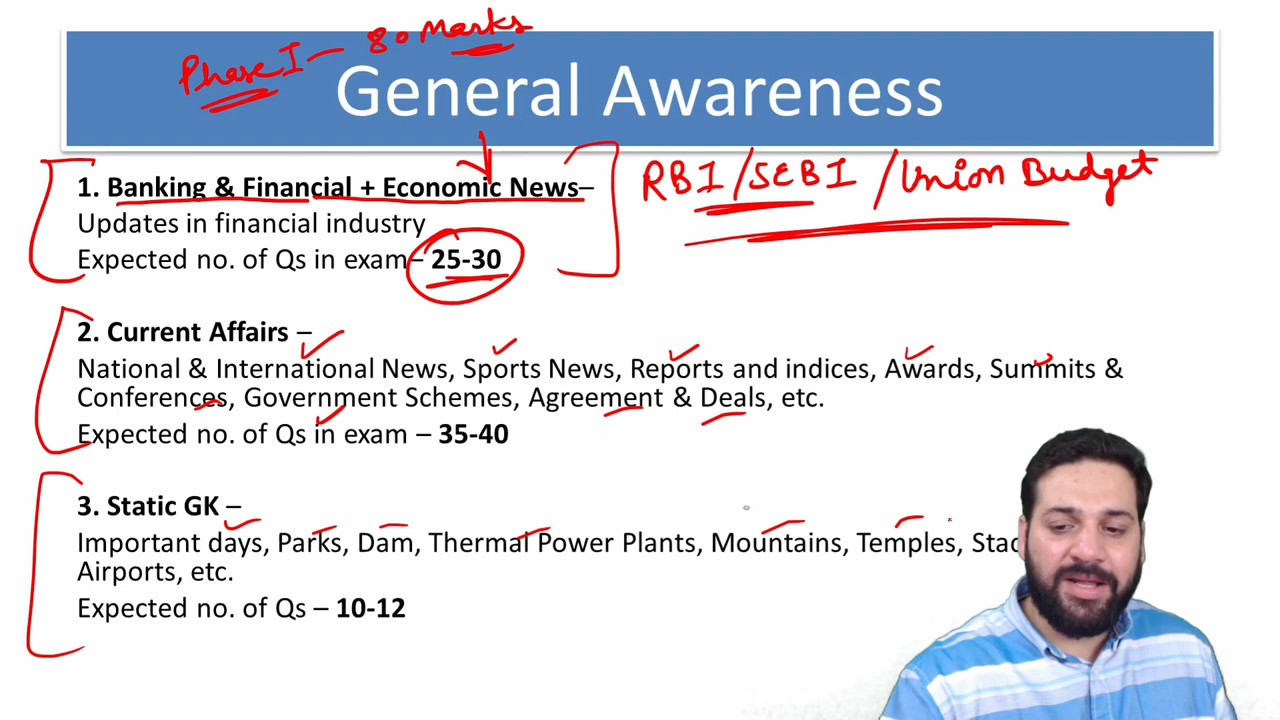 Phase I — 80 Marks
General Awareness
1. Banking & Financial + Economic News–
RBI / SEBI / Union Budget
Updates in financial industry
Expected no. of Qs in exam– 25-30
2. Current Affairs –
National & International News, Sports News, Reports and indices, Awards, Summits &
Conferences, Government Schemes, Agreement & Deals, etc.
Expected no. of Qs in exam – 35-40
3. Static GK –
Important days, Parks, Dam, Thermal Power Plants, Mountains, Temples,
Airports, etc.
Expected no. of Qs – 10-12